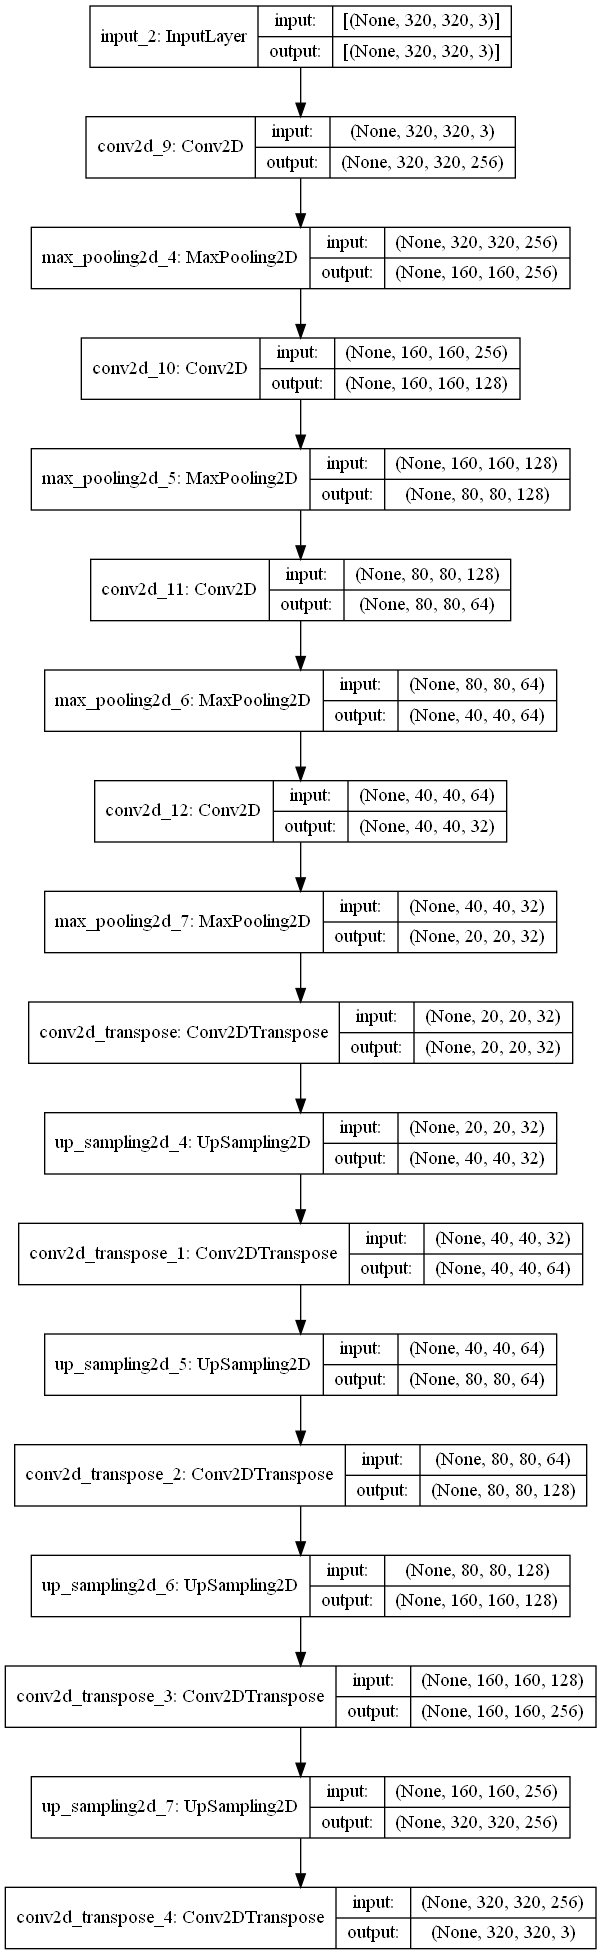 input_2: InputLayer
input: [(None, 320, 320, 3)]
output: [(None, 320, 320, 3)]
conv2d_9: Conv2D
input: (None, 320, 320, 3)
output: (None, 320, 320, 256)
max_pooling2d_4: MaxPooling2D
input: (None, 320, 320, 256)
output: (None, 160, 160, 256)
conv2d_10: Conv2D
input: (None, 160, 160, 256)
output: (None, 160, 160, 128)
max_pooling2d_5: MaxPooling2D
input: (None, 160, 160, 128)
output: (None, 80, 80, 128)
conv2d_11: Conv2D
input: (None, 80, 80, 128)
output: (None, 80, 80, 64)
max_pooling2d_6: MaxPooling2D
input: (None, 80, 80, 64)
output: (None, 40, 40, 64)
conv2d_12: Conv2D
input: (None, 40, 40, 64)
output: (None, 40, 40, 32)
max_pooling2d_7: MaxPooling2D
input: (None, 40, 40, 32)
output: (None, 20, 20, 32)
conv2d_transpose: Conv2DTranspose
input: (None, 20, 20, 32)
output: (None, 20, 20, 32)
up_sampling2d_4: UpSampling2D
input: (None, 20, 20, 32)
output: (None, 40, 40, 32)
conv2d_transpose_1: Conv2DTranspose
input: (None, 40, 40, 32)
output: (None, 40, 40, 64)
up_sampling2d_5: UpSampling2D
input: (None, 40, 40, 64)
output: (None, 80, 80, 64)
conv2d_transpose_2: Conv2DTranspose
input: (None, 80, 80, 64)
output: (None, 80, 80, 128)
up_sampling2d_6: UpSampling2D
input: (None, 80, 80, 128)
output: (None, 160, 160, 128)
conv2d_transpose_3: Conv2DTranspose
input: (None, 160, 160, 128)
output: (None, 160, 160, 256)
up_sampling2d_7: UpSampling2D
input: (None, 160, 160, 256)
output: (None, 320, 320, 256)
conv2d_transpose_4: Conv2DTranspose
input: (None, 320, 320, 256)
output: (None, 320, 320, 3)